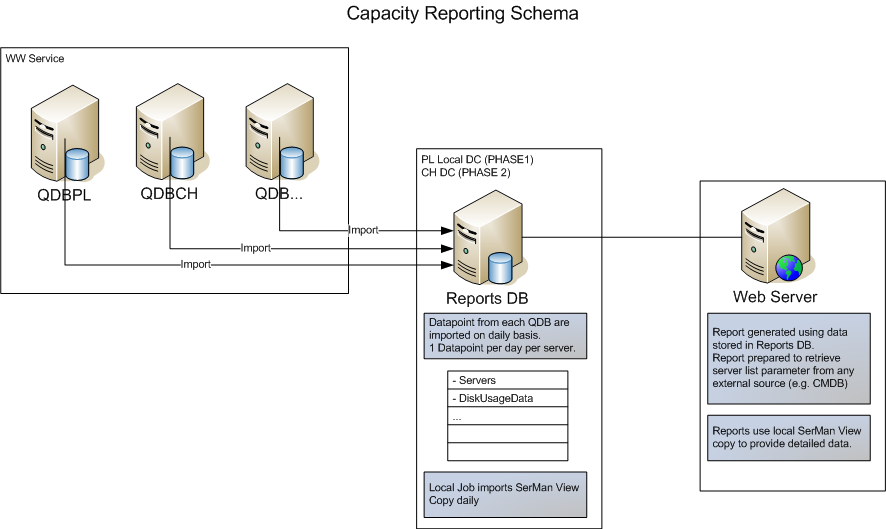 Capacity Reporting Schema
WW Service
QDBPL
QDBCH
QDB...
Import
Import
Import
PL Local DC (PHASE1)
CH DC (PHASE 2)
Reports DB
Datapoint from each QDB are
imported on daily basis.
1 Datapoint per day per server.
- Servers
- DiskUsageData
...
Local Job imports SerMan View
Copy daily
Web Server
Report generated using data
stored in Reports DB.
Report prepared to retrieve
server list parameter from any
external source (e.g. CMDB)
Reports use local SerMan View
copy to provide detailed data.